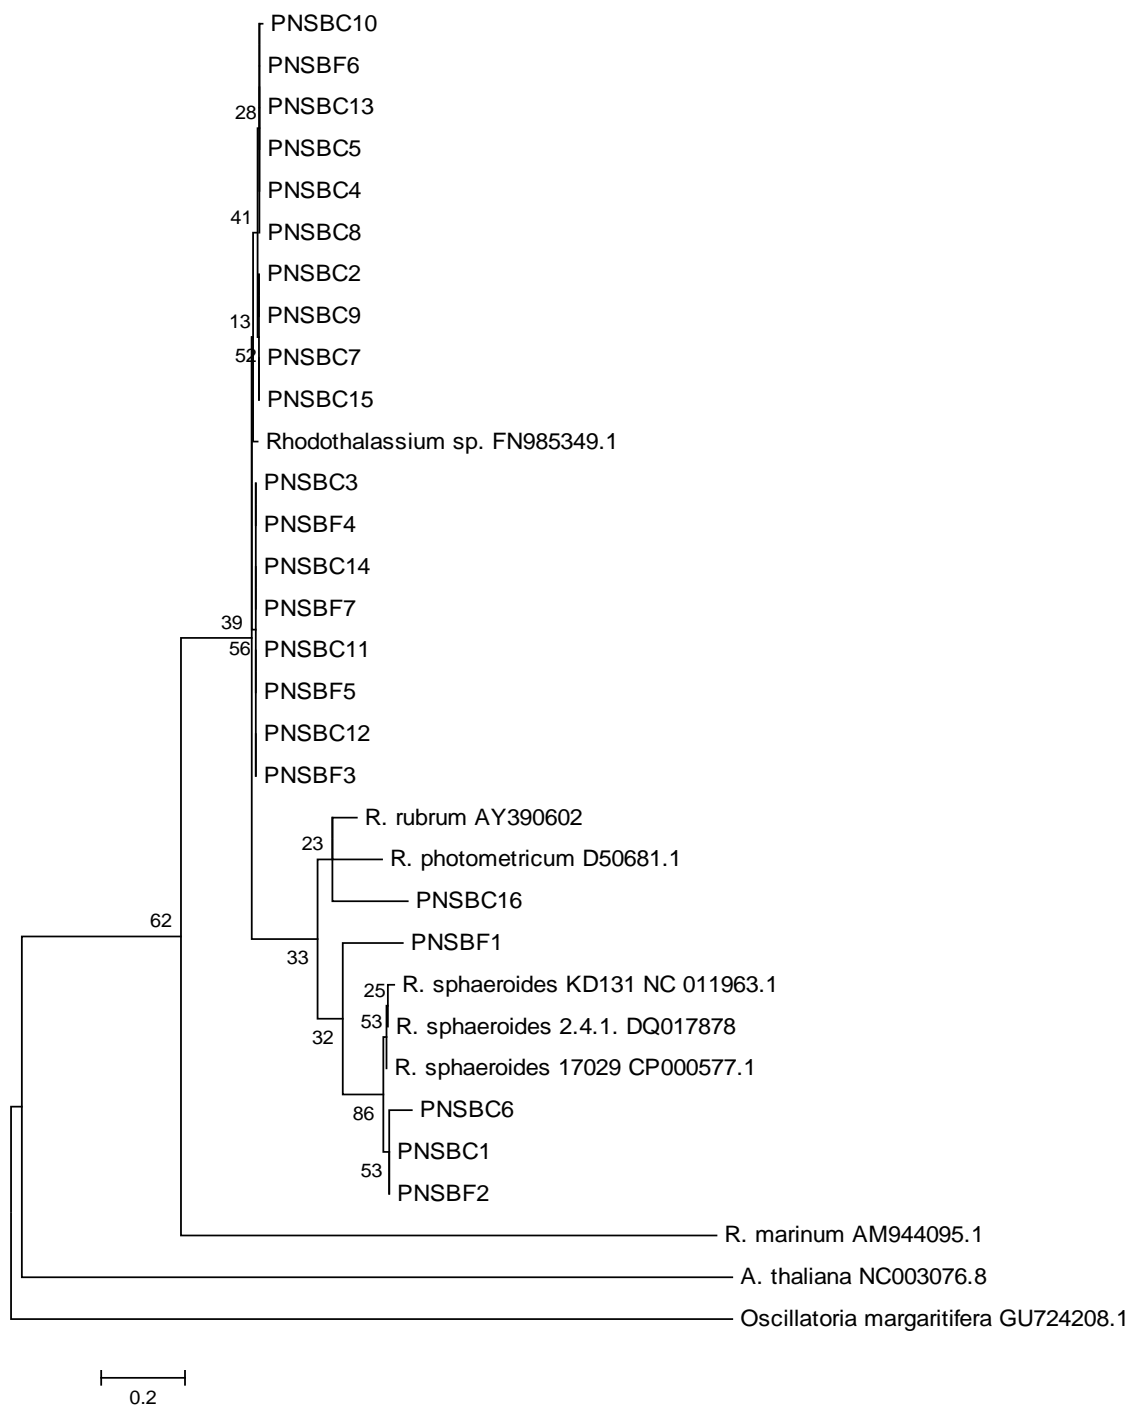 PNSBC10
PNSBF6
28 PNSBC13
PNSBC5
PNSBC4
41 PNSBC8
PNSBC2
13 PNSBC9
52 PNSBC7
PNSBC15
Rhodothalassium sp. FN985349.1
PNSBC3
PNSBF4
PNSBC14
PNSBF7
39
56 PNSBC11
PNSBF5
PNSBC12
PNSBF3
R. rubrum AY390602
23 R. photometricum D50681.1
PNSBC16
62
PNSBF1
33
25 R. sphaeroides KD131 NC 011963.1
53 R. sphaeroides 2.4.1. DQ017878
32
R. sphaeroides 17029 CP000577.1
86 PNSBC6
PNSBC1
53
PNSBF2
R. marinum AM944095.1
A. thaliana NC003076.8
Oscillatoria margaritifera GU724208.1
0.2